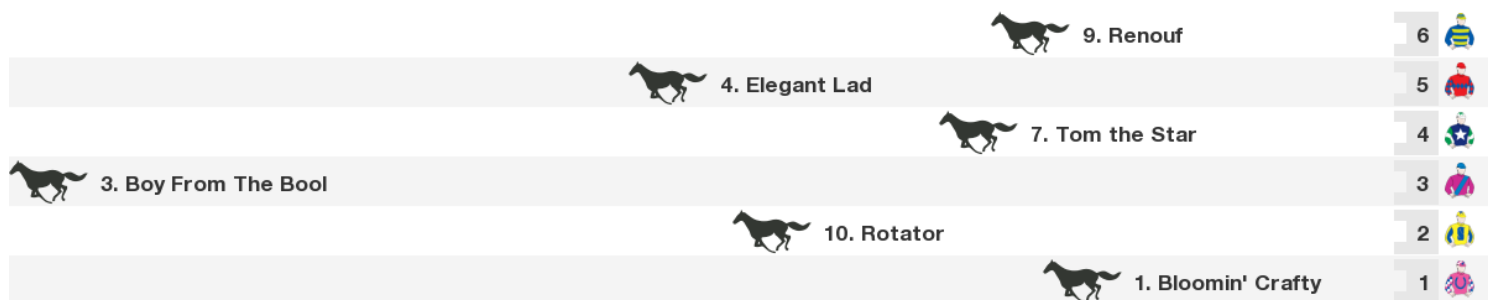 9. Renouf 6
4. Elegant Lad 5
7. Tom the Star 4
3. Boy From The Bool 3
10. Rotator 2
1. Bloomin' Crafty 1